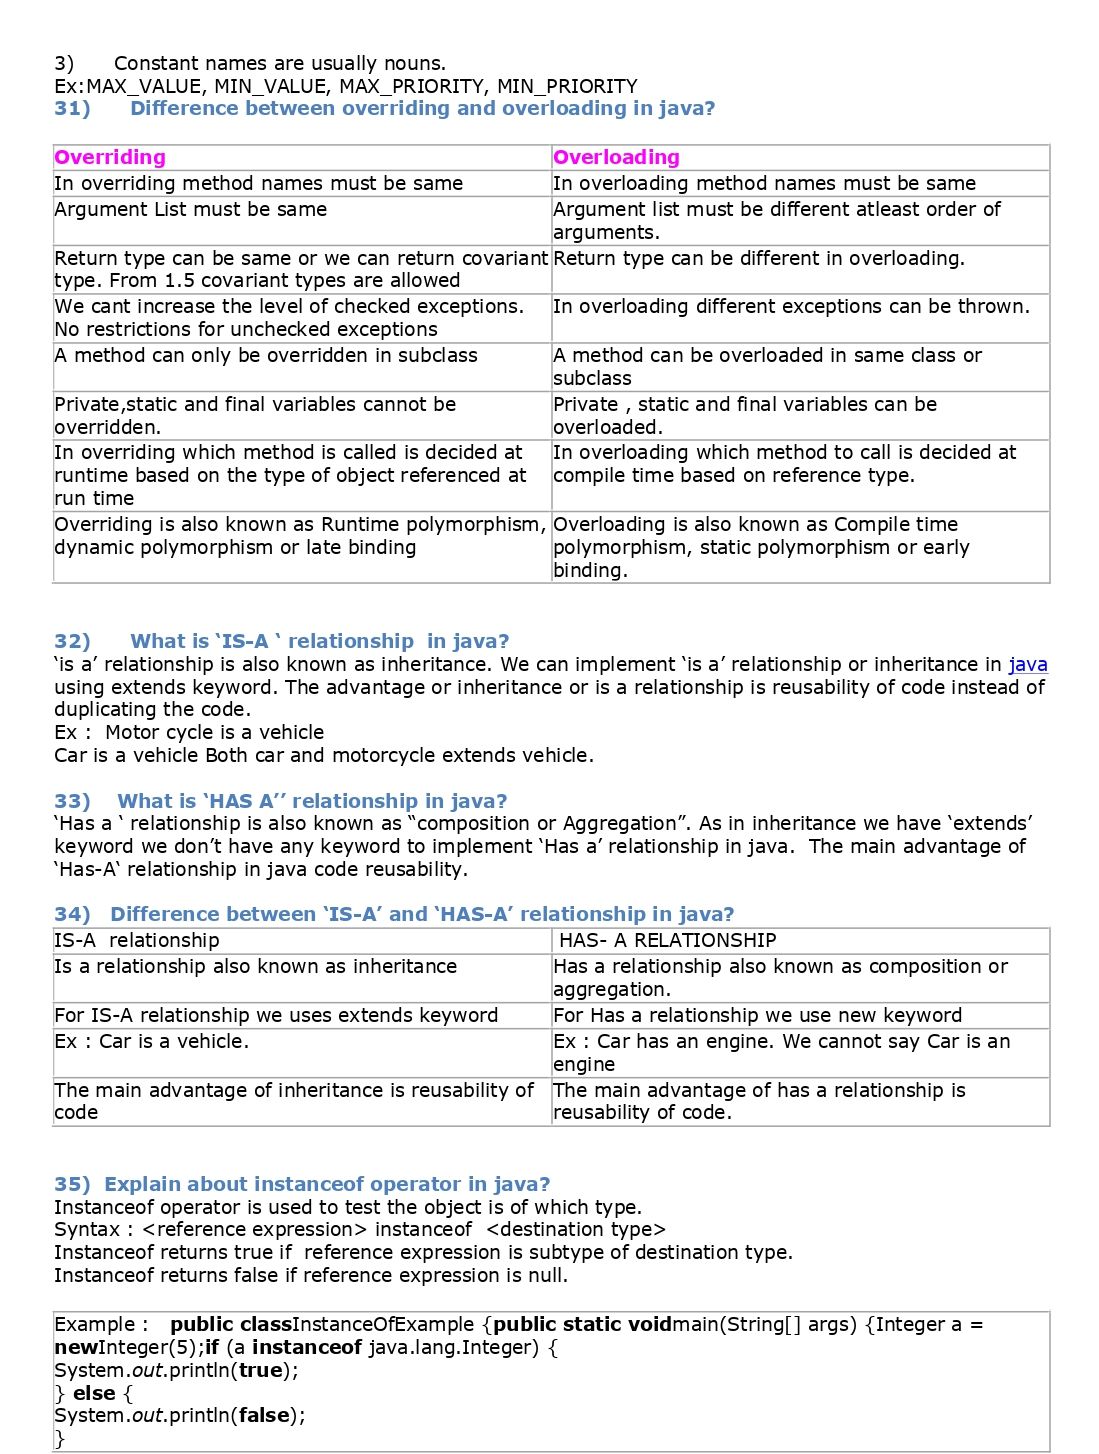 3) Constant names are usually nouns.
Ex:MAX_VALUE, MIN_VALUE, MAX_PRIORITY, MIN_PRIORITY
31) Difference between overriding and overloading in java?
Overriding
Overloading
In overriding method names must be same
In overloading method names must be same
Argument List must be same
Argument list must be different atleast order of
arguments.
Return type can be same or we can return covariant
type. From 1.5 covariant types are allowed
Return type can be different in overloading.
We cant increase the level of checked exceptions.
No restrictions for unchecked exceptions
In overloading different exceptions can be thrown.
A method can only be overridden in subclass
A method can be overloaded in same class or
subclass
Private,static and final variables cannot be
overridden.
Private , static and final variables can be
overloaded.
In overriding which method is called is decided at
runtime based on the type of object referenced at
run time
In overloading which method to call is decided at
compile time based on reference type.
Overriding is also known as Runtime polymorphism,
dynamic polymorphism or late binding
Overloading is also known as Compile time
polymorphism, static polymorphism or early
binding.
32) What is ‘IS-A ‘ relationship in java?
‘is a’ relationship is also known as inheritance. We can implement ‘is a’ relationship or inheritance in java
using extends keyword. The advantage or inheritance or is a relationship is reusability of code instead of
duplicating the code.
Ex : Motor cycle is a vehicle
Car is a vehicle Both car and motorcycle extends vehicle.
33) What is ‘HAS A’’ relationship in java?
‘Has a ‘ relationship is also known as “composition or Aggregation”. As in inheritance we have ‘extends’
keyword we don’t have any keyword to implement ‘Has a’ relationship in java. The main advantage of
‘Has-A‘ relationship in java code reusability.
34) Difference between ‘IS-A’ and ‘HAS-A’ relationship in java?
IS-A relationship
HAS- A RELATIONSHIP
Is a relationship also known as inheritance
Has a relationship also known as composition or
aggregation.
For IS-A relationship we uses extends keyword
For Has a relationship we use new keyword
Ex : Car is a vehicle.
Ex : Car has an engine. We cannot say Car is an
engine
The main advantage of inheritance is reusability of
code
The main advantage of has a relationship is
reusability of code.
35) Explain about instanceof operator in java?
Instanceof operator is used to test the object is of which type.
Syntax : <reference expression> instanceof <destination type>
Instanceof returns true if reference expression is subtype of destination type.
Instanceof returns false if reference expression is null.
Example : public classInstanceOfExample {public static voidmain(String[] args) {Integer a =
newInteger(5);if (a instanceof java.lang.Integer) {
System.out.println(true);
} else {
System.out.println(false);
}